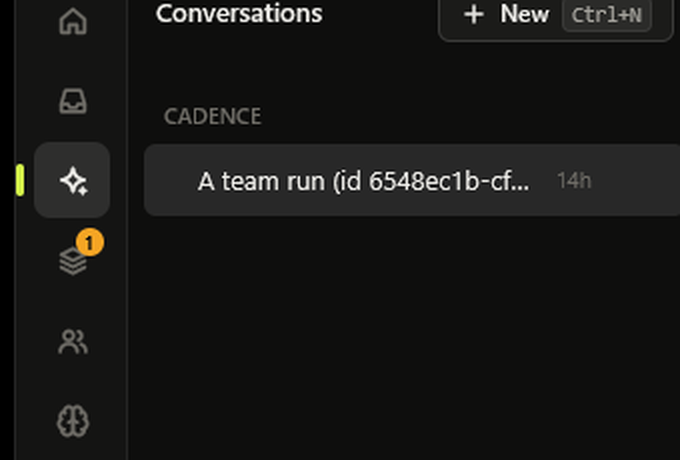 Conversations
+ New Ctrl+N
CADENCE
A team run (id 6548ec1b-cf... 14h
1